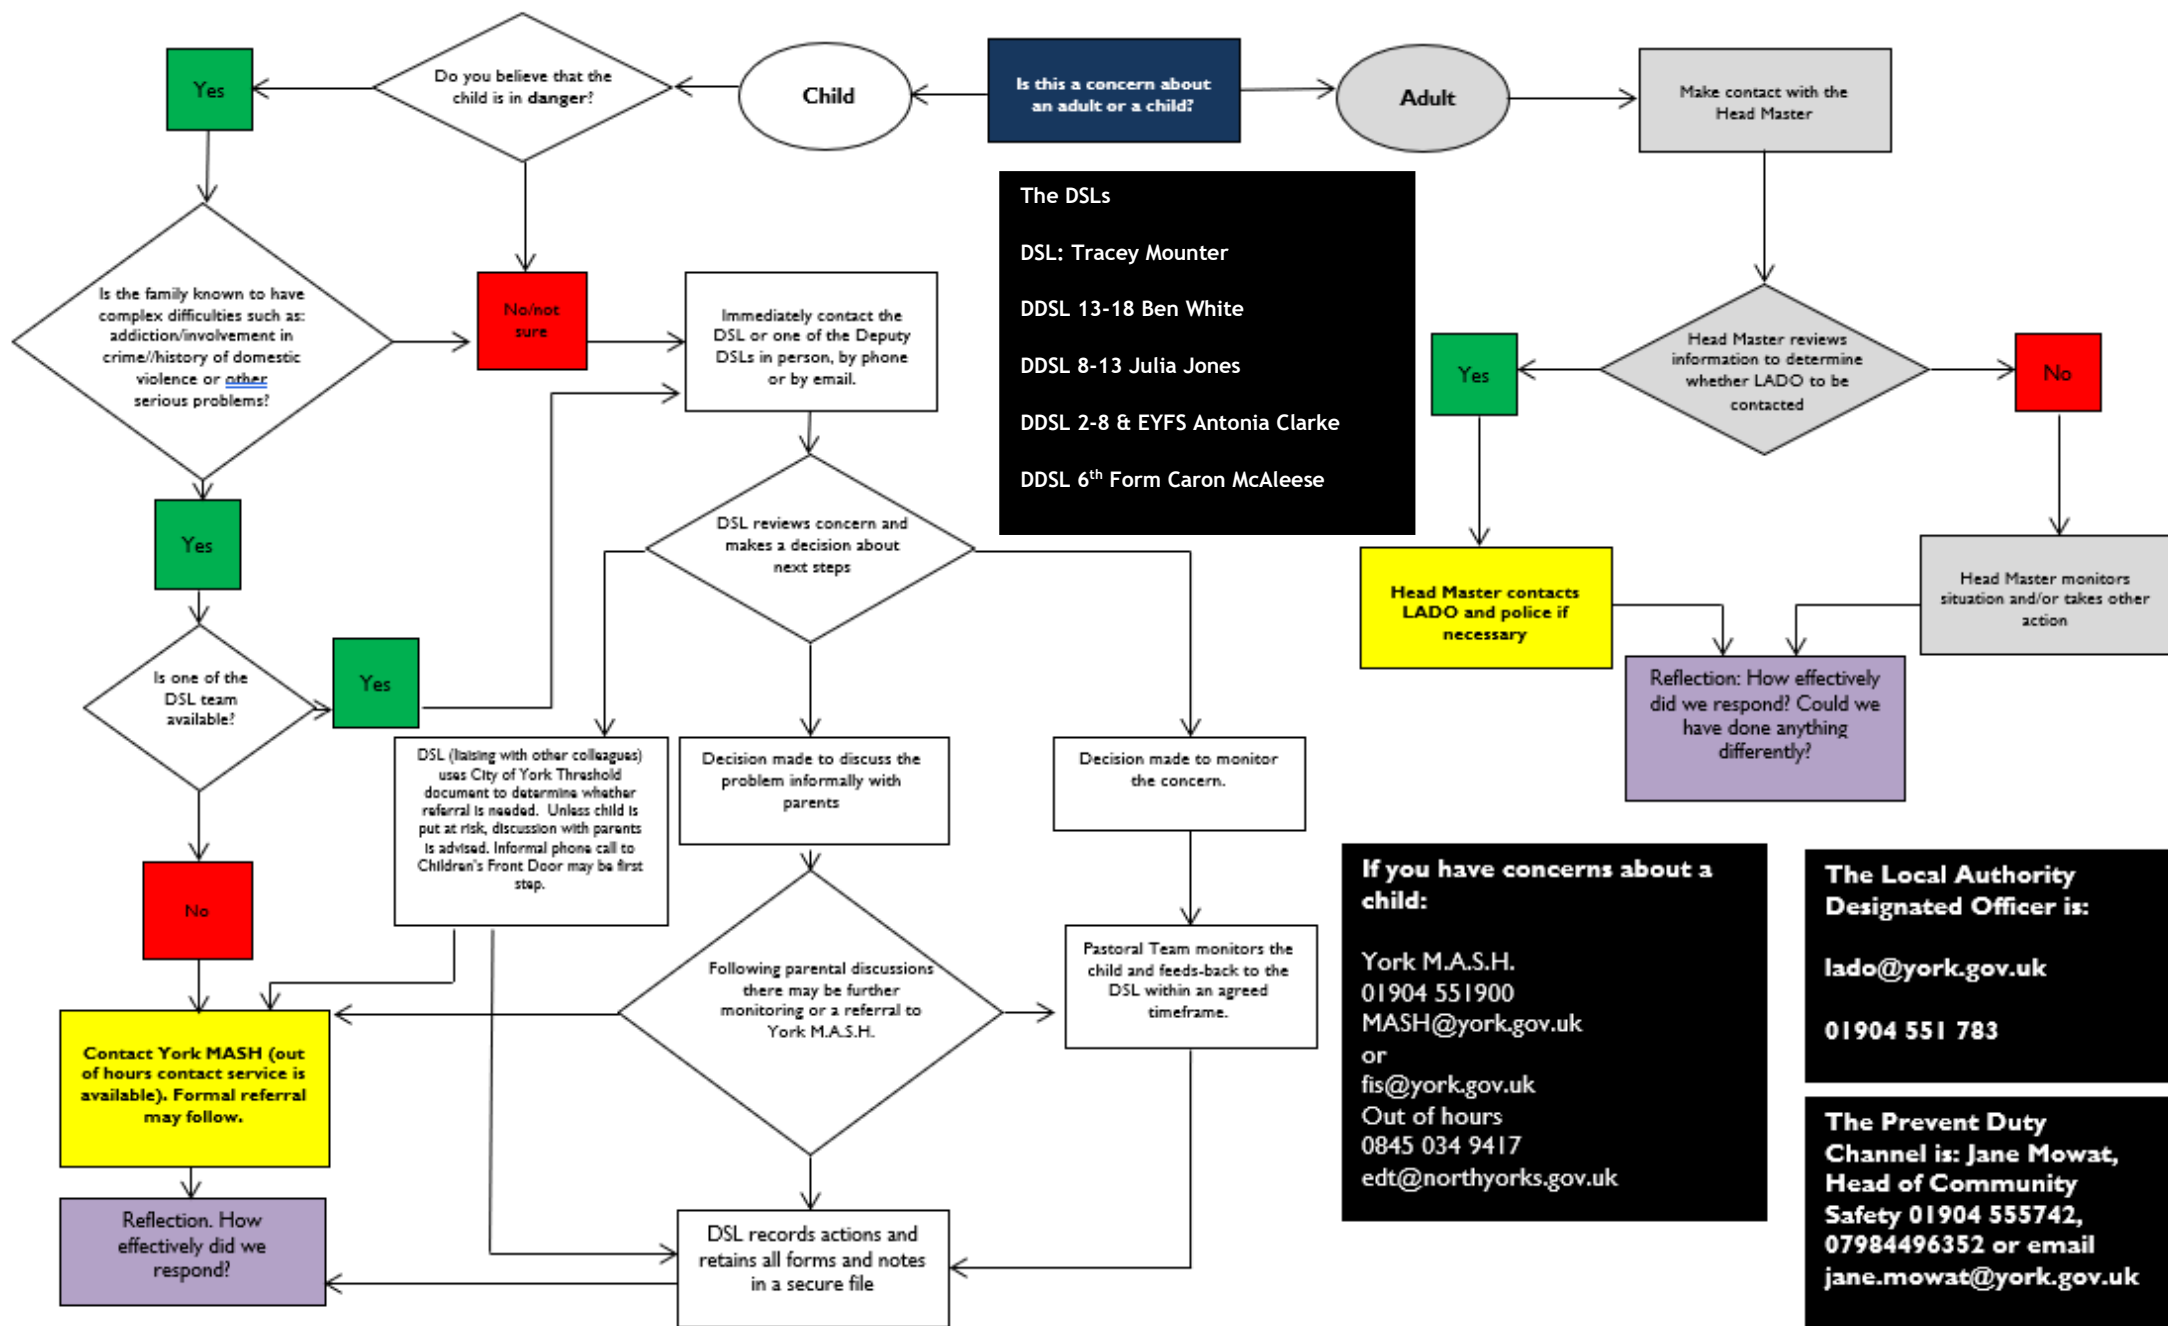 Yes
Do you believe that the
child is in danger?
Child
Is this a concern about
an adult or a child?
Adult
Make contact with the
Head Master
The DSLs
DSL: Tracey Mounter
DDSL 13-18 Ben White
DDSL 8-13 Julia Jones
DDSL 2-8 & EYFS Antonia Clarke
DDSL 6th Form Caron McAleese
Is the family known to have
complex difficulties such as:
addiction/involvement in
crime//history of domestic
violence or other
serious problems?
No/not
sure
Immediately contact the
DSL or one of the Deputy
DSLs in person, by phone
or by email.
Yes
Head Master reviews
information to determine
whether LADO to be
contacted
No
Yes
DSL reviews concern and
makes a decision about
next steps
Head Master contacts
LADO and police if
necessary
Head Master monitors
situation and/or takes other
action
Is one of the
DSL team
available?
Yes
Reflection: How effectively
did we respond? Could we
have done anything
differently?
DSL (liaising with other colleagues)
uses City of York Threshold
document to determine whether
referral is needed. Unless child is
put at risk, discussion with parents
is advised. Informal phone call to
Children's Front Door may be first
step.
Decision made to discuss the
problem informally with
parents
Decision made to monitor
the concern.
No
Following parental discussions
there may be further
monitoring or a referral to
York M.A.S.H.
Pastoral Team monitors the
child and feeds-back to the
DSL within an agreed
timeframe.
If you have concerns about a
child:
York M.A.S.H.
01904 551900
MASH@york.gov.uk
or
fis@york.gov.uk
Out of hours
0845 034 9417
edt@northyorks.gov.uk
The Local Authority
Designated Officer is:
lado@york.gov.uk
01904 551 783
Contact York MASH (out
of hours contact service is
available). Formal referral
may follow.
The Prevent Duty
Channel is: Jane Mowat,
Head of Community
Safety 01904 555742,
07984496352 or email
jane.mowat@york.gov.uk
Reflection. How
effectively did we
respond?
DSL records actions and
retains all forms and notes
in a secure file